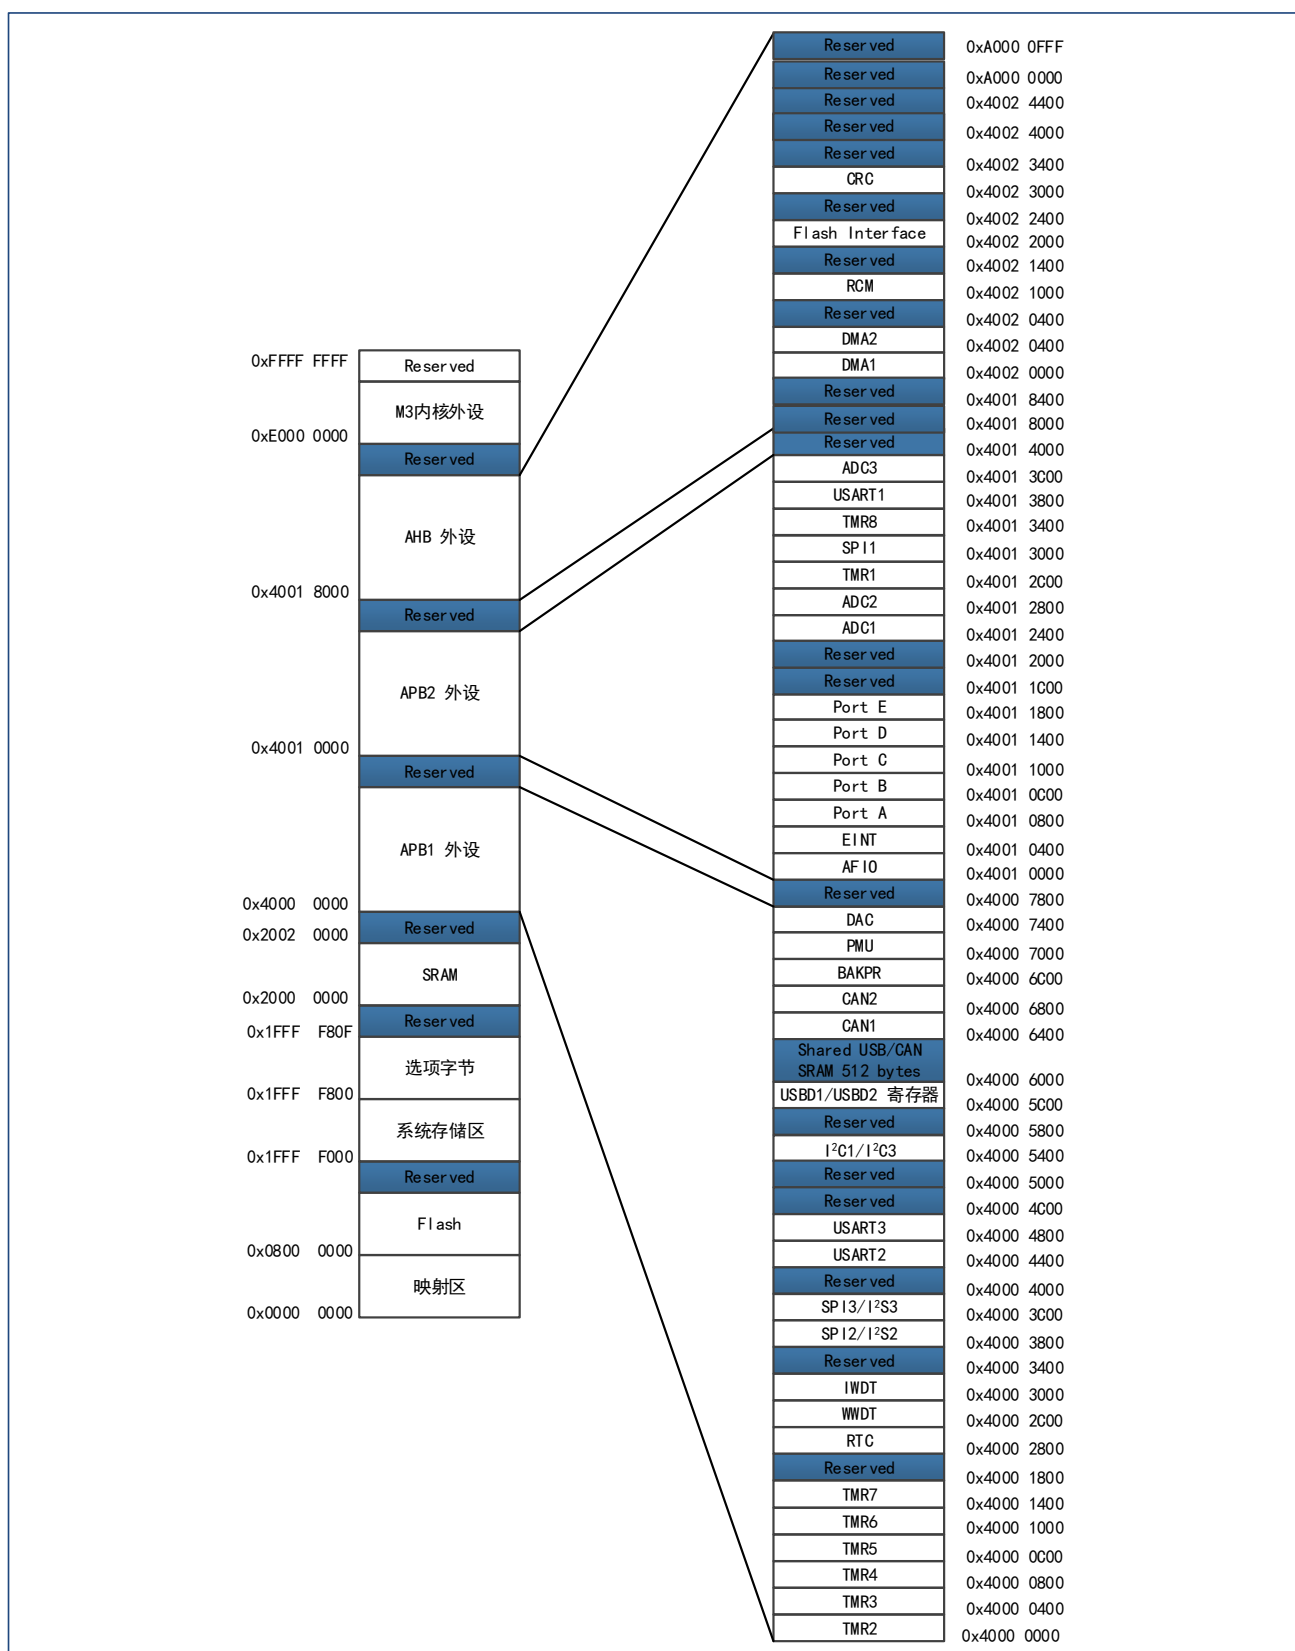 0xFFFF FFFF
Reserved
M3内核外设
0xE000 0000
Reserved
AHB 外设
0x4001 8000
Reserved
APB2 外设
0x4001 0000
Reserved
APB1 外设
0x4000 0000
Reserved
0x2002 0000
SRAM
0x2000 0000
Reserved
0x1FFF F80F
选项字节
0x1FFF F800
系统存储区
0x1FFF F000
Reserved
Flash
0x0800 0000
映射区
0x0000 0000
Reserved 0xA000 0FFF
Reserved 0xA000 0000
Reserved 0x4002 4400
Reserved 0x4002 4000
Reserved 0x4002 3400
CRC 0x4002 3000
Reserved 0x4002 2400
Flash Interface 0x4002 2000
Reserved 0x4002 1400
RCM 0x4002 1000
Reserved 0x4002 0400
DMA2 0x4002 0400
DMA1 0x4002 0000
Reserved 0x4001 8400
Reserved 0x4001 8000
Reserved 0x4001 4000
ADC3 0x4001 3C00
USART1 0x4001 3800
TMR8 0x4001 3400
SPI1 0x4001 3000
TMR1 0x4001 2C00
ADC2 0x4001 2800
ADC1 0x4001 2400
Reserved 0x4001 2000
Reserved 0x4001 1C00
Port E 0x4001 1800
Port D 0x4001 1400
Port C 0x4001 1000
Port B 0x4001 0C00
Port A 0x4001 0800
EINT 0x4001 0400
AFIO 0x4001 0000
Reserved 0x4000 7800
DAC 0x4000 7400
PMU 0x4000 7000
BAKPR 0x4000 6C00
CAN2 0x4000 6800
CAN1 0x4000 6400
Shared USB/CAN
SRAM 512 bytes 0x4000 6000
USBD1/USBD2 寄存器 0x4000 5C00
Reserved 0x4000 5800
I²C1/I²C3 0x4000 5400
Reserved 0x4000 5000
Reserved 0x4000 4C00
USART3 0x4000 4800
USART2 0x4000 4400
Reserved 0x4000 4000
SPI3/I²S3 0x4000 3C00
SPI2/I²S2 0x4000 3800
Reserved 0x4000 3400
IWDT 0x4000 3000
WWDT 0x4000 2C00
RTC 0x4000 2800
Reserved 0x4000 1800
TMR7 0x4000 1400
TMR6 0x4000 1000
TMR5 0x4000 0C00
TMR4 0x4000 0800
TMR3 0x4000 0400
TMR2 0x4000 0000